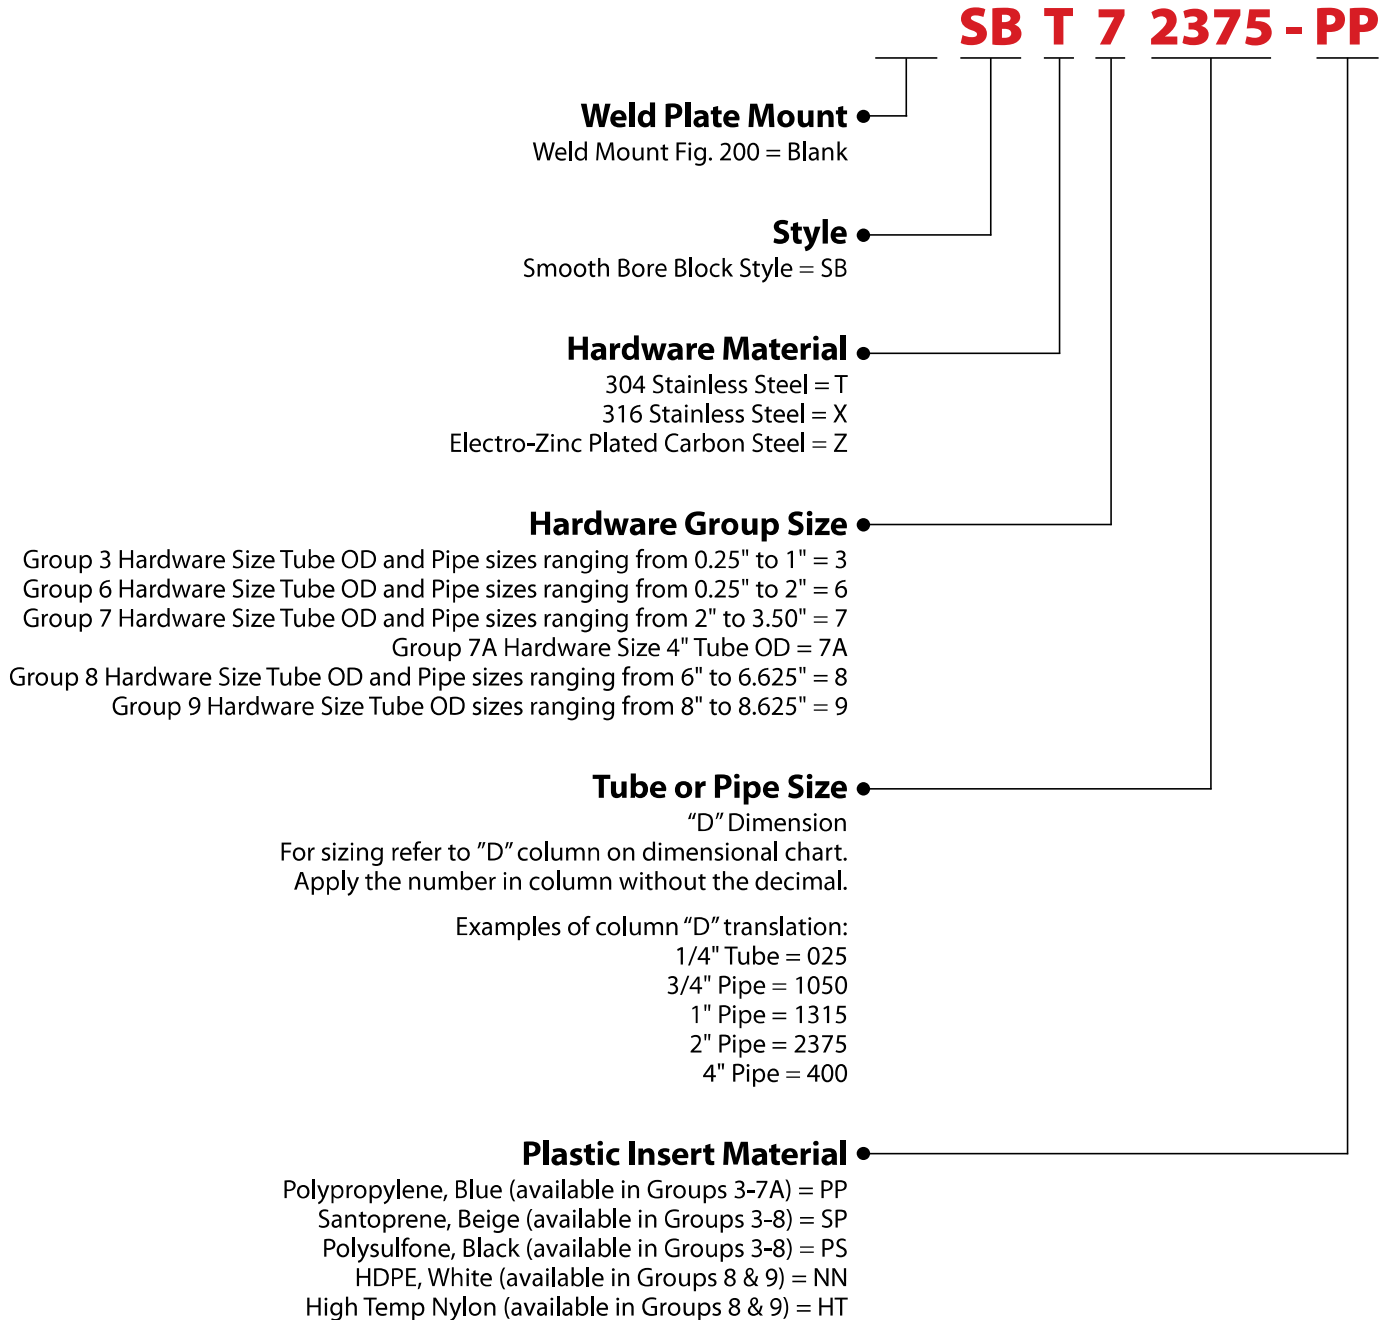 SB T 7 2375 - PP
Weld Plate Mount
Weld Mount Fig. 200 = Blank
Style
Smooth Bore Block Style = SB
Hardware Material
304 Stainless Steel = T
316 Stainless Steel = X
Electro-Zinc Plated Carbon Steel = Z
Hardware Group Size
Group 3 Hardware Size Tube OD and Pipe sizes ranging from 0.25" to 1" = 3
Group 6 Hardware Size Tube OD and Pipe sizes ranging from 0.25" to 2" = 6
Group 7 Hardware Size Tube OD and Pipe sizes ranging from 2" to 3.50" = 7
Group 7A Hardware Size 4" Tube OD = 7A
Group 8 Hardware Size Tube OD and Pipe sizes ranging from 6" to 6.625" = 8
Group 9 Hardware Size Tube OD sizes ranging from 8" to 8.625" = 9
Tube or Pipe Size
“D” Dimension
For sizing refer to ”D” column on dimensional chart.
Apply the number in column without the decimal.
Examples of column “D” translation:
1/4" Tube = 025
3/4" Pipe = 1050
1" Pipe = 1315
2" Pipe = 2375
4" Pipe = 400
Plastic Insert Material
Polypropylene, Blue (available in Groups 3-7A) = PP
Santoprene, Beige (available in Groups 3-8) = SP
Polysulfone, Black (available in Groups 3-8) = PS
HDPE, White (available in Groups 8 & 9) = NN
High Temp Nylon (available in Groups 8 & 9) = HT